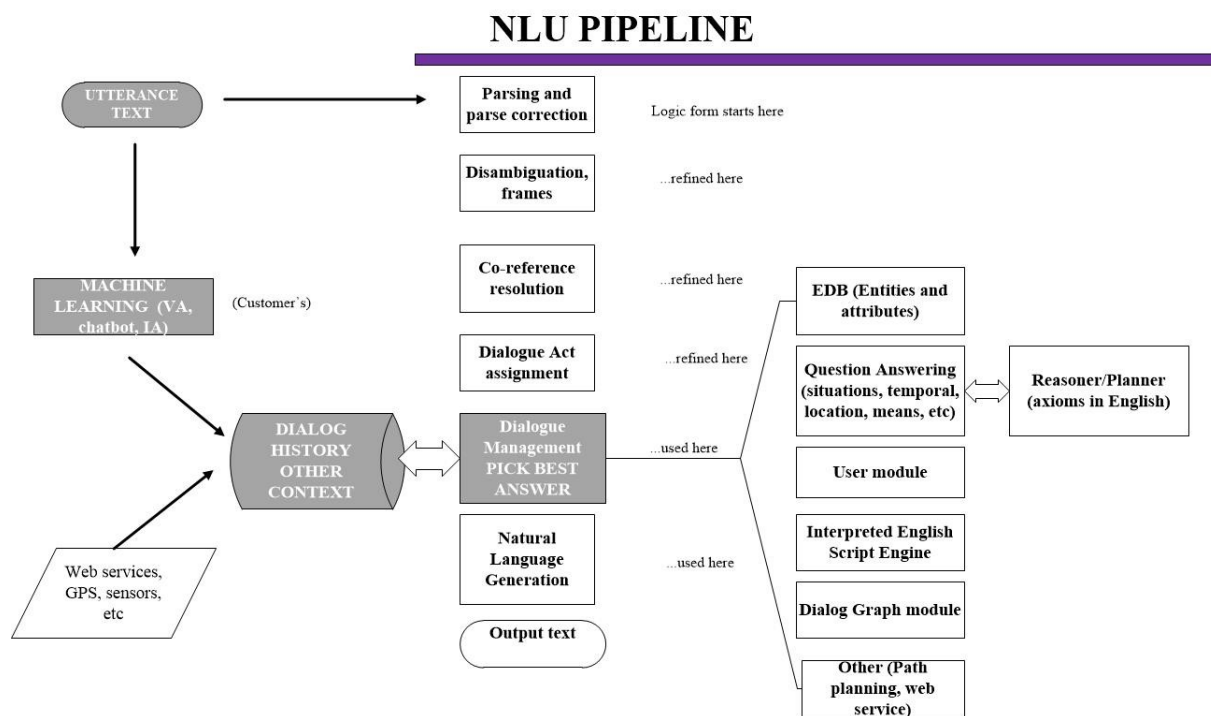 NLU PIPELINE
UTTERANCE
TEXT
Parsing and
parse correction
Logic form starts here
Disambiguation,
frames
...refined here
MACHINE
LEARNING (VA,
chatbot, IA)
(Customer`s)
Co-reference
resolution
...refined here
Dialogue Act
assignment
...refined here
DIALOG
HISTORY
OTHER
CONTEXT
Dialogue
Management
PICK BEST
ANSWER
...used here
Natural
Language
Generation
...used here
Output text
Web services,
GPS, sensors,
etc
EDB (Entities and
attributes)
Question Answering
(situations, temporal,
location, means, etc)
Reasoner/Planner
(axioms in English)
User module
Interpreted English
Script Engine
Dialog Graph module
Other (Path
planning, web
service)